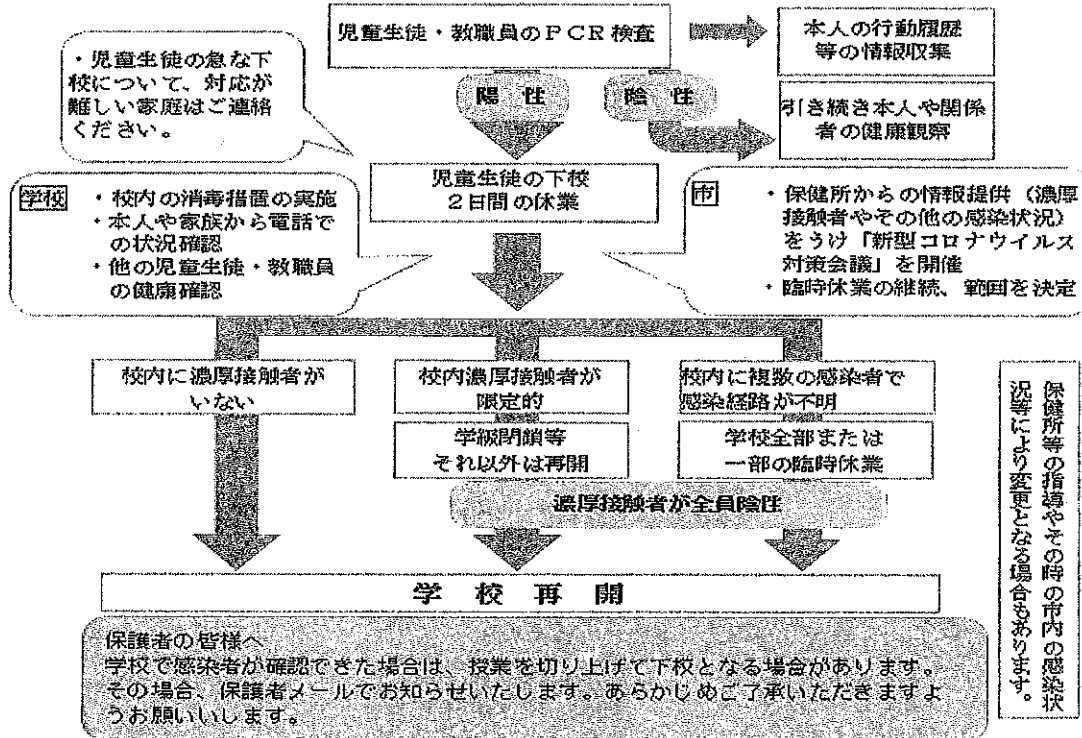 児童生徒・教職員のPCR検査
本人の行動履歴
等の情報収集
・児童生徒の急な下
校について、対応が
難しい家庭はご連絡
ください。
陽 性
陰 性
引き続き本人や関係
者の健康観察
児童生徒の下校
2日間の休業
学校
・校内の消毒措置の実施
・本人や家族から電話で
の状況確認
・他の児童生徒・教職員
の健康確認
市
・保健所からの情報提供（濃厚
接触者やその他の感染状況）
をうけ「新型コロナウイルス
対策会議」を開催
・臨時休業の継続、範囲を決定
校内に濃厚接触者が
いない
校内濃厚接触者が
限定的
校内に複数の感染者で
感染経路が不明
学級閉鎖等
それ以外は再開
学校全部または
一部の臨時休業
濃厚接触者が全員陰性
保健所等の指導やその時の市内の感染状
況等により変更となる場合もあります。
学 校 再 開
保護者の皆様へ
学校で感染者が確認できた場合は、授業を切り上げて下校となる場合があります。
その場合、保護者メールでお知らせいたします。あらかじめご了承いただきますよ
うお願いいします。